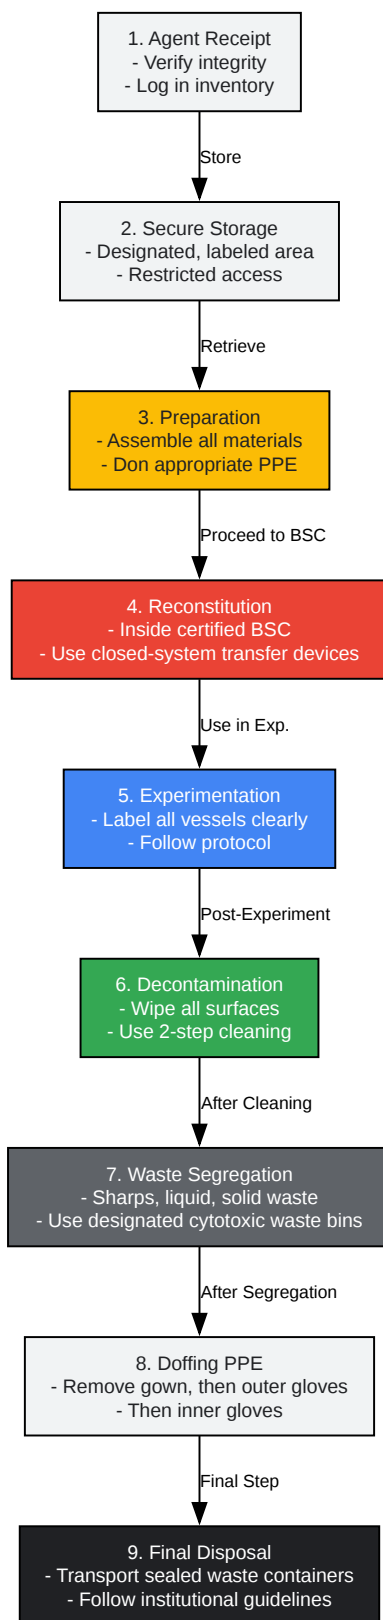 1. Agent Receipt
- Verify integrity
- Log in inventory
Store
2. Secure Storage
- Designated, labeled area
- Restricted access
Retrieve
3. Preparation
- Assemble all materials
- Don appropriate PPE
Proceed to BSC
4. Reconstitution
- Inside certified BSC
- Use closed-system transfer devices
Use in Exp.
5. Experimentation
- Label all vessels clearly
- Follow protocol
Post-Experiment
6. Decontamination
- Wipe all surfaces
- Use 2-step cleaning
After Cleaning
7. Waste Segregation
- Sharps, liquid, solid waste
- Use designated cytotoxic waste bins
After Segregation
8. Doffing PPE
- Remove gown, then outer gloves
- Then inner gloves
Final Step
9. Final Disposal
- Transport sealed waste containers
- Follow institutional guidelines